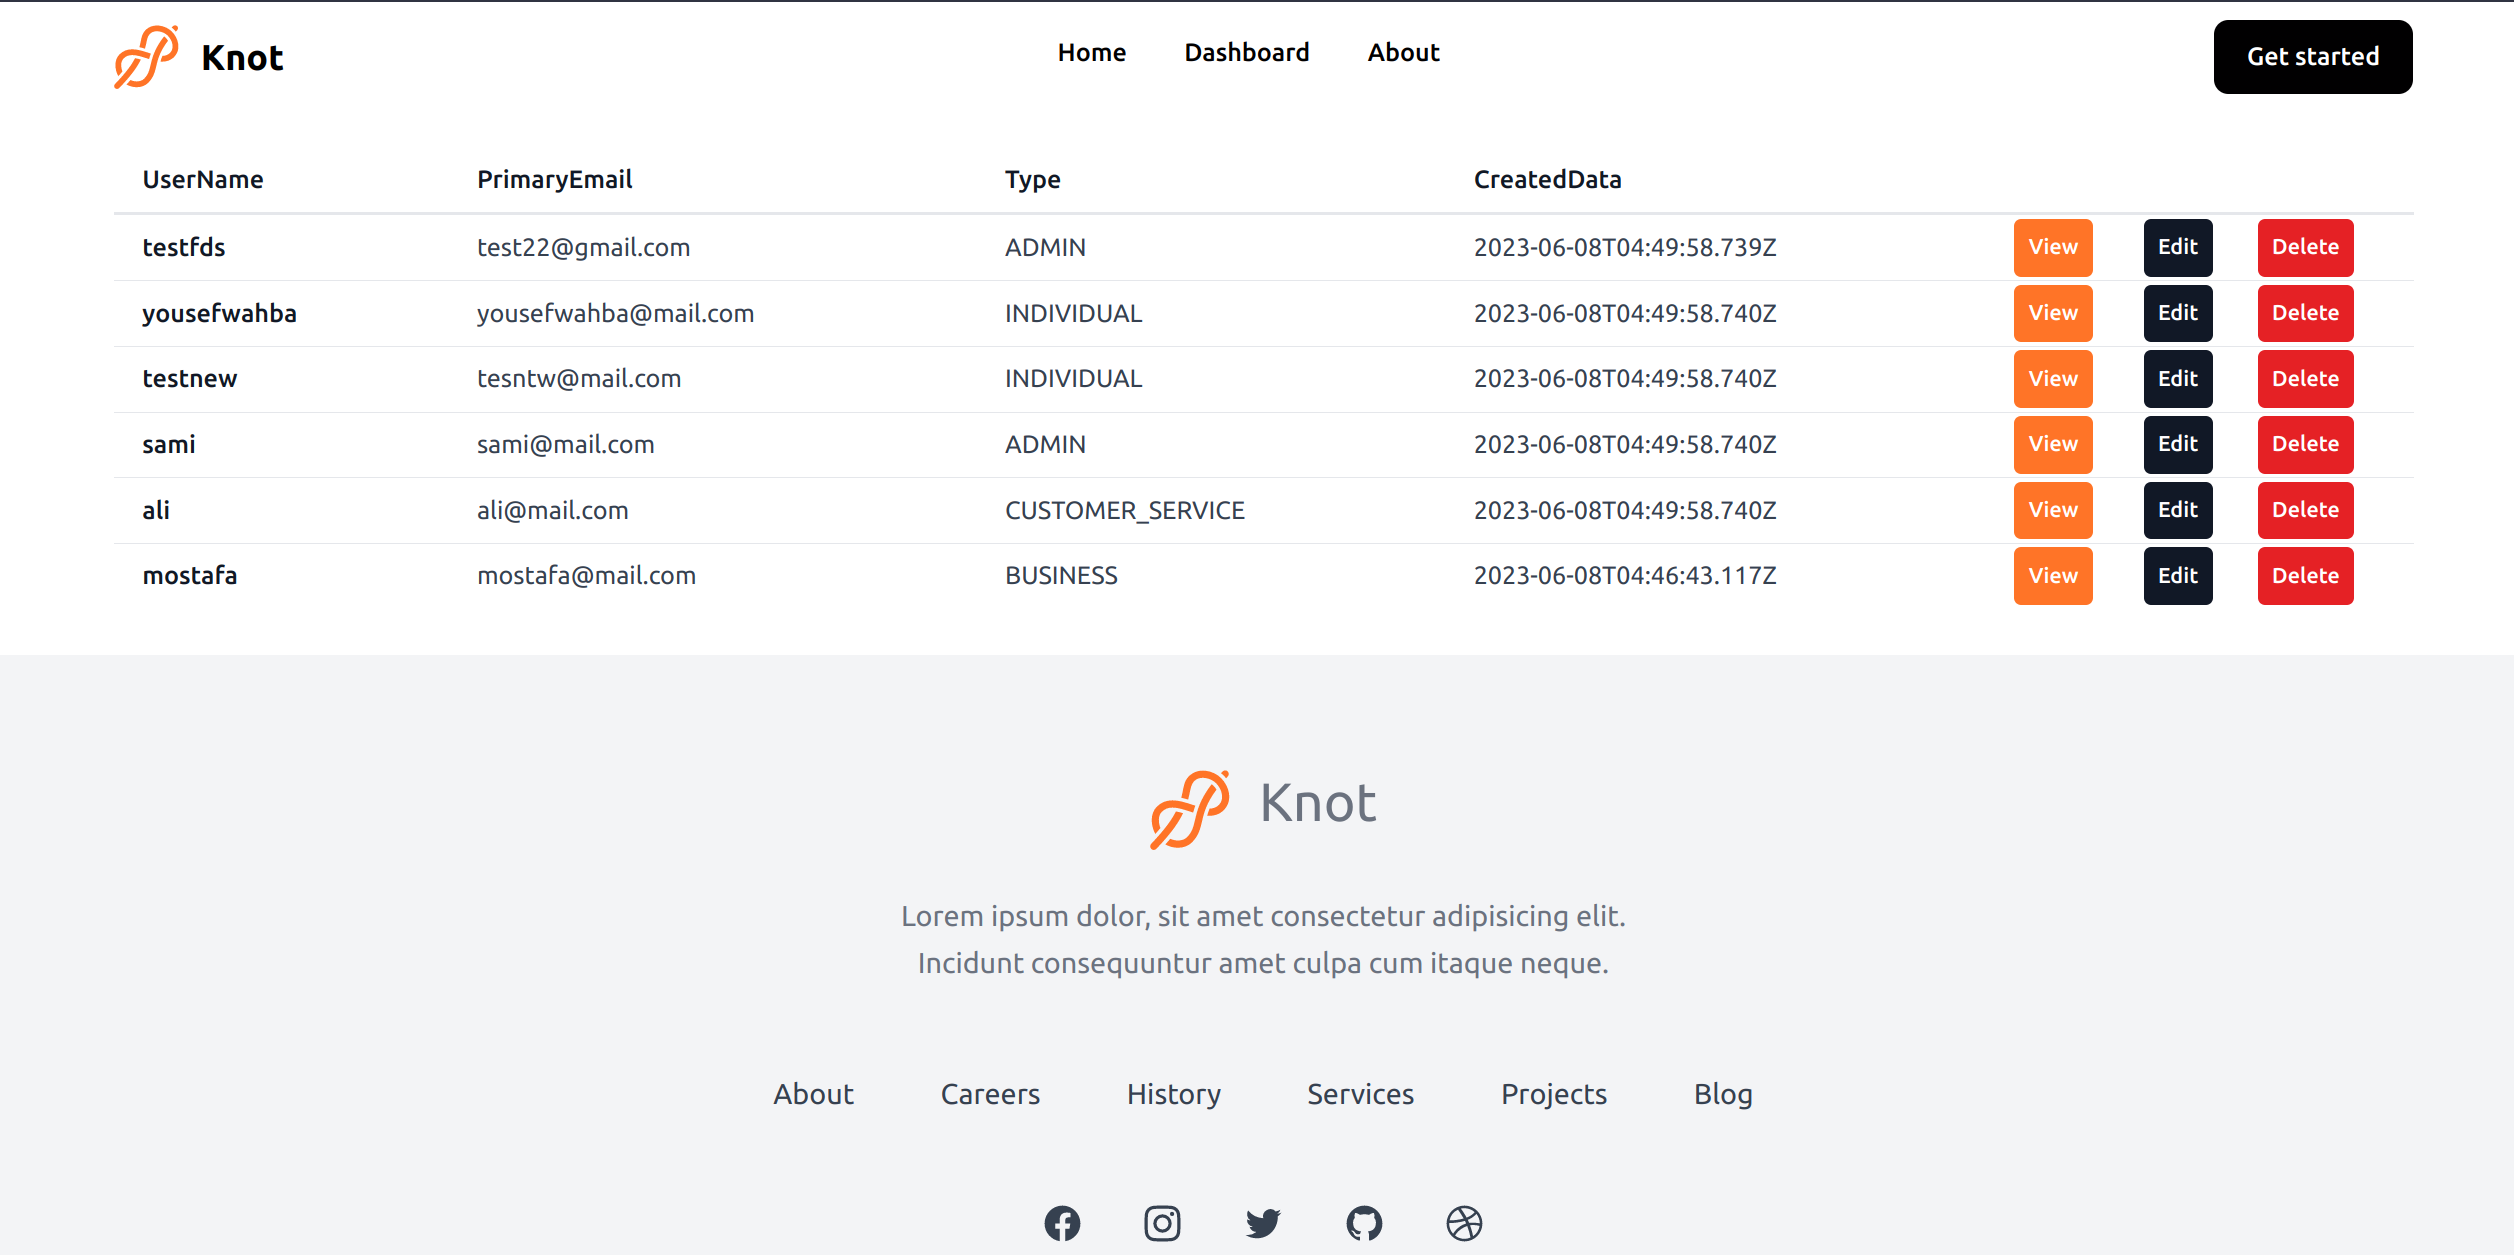 Knot
Home Dashboard About
Get started
UserName PrimaryEmail Type CreatedData
testfds test22@gmail.com ADMIN 2023-06-08T04:49:58.739Z View Edit Delete
yousefwahba yousefwahba@mail.com INDIVIDUAL 2023-06-08T04:49:58.740Z View Edit Delete
testnew tesntw@mail.com INDIVIDUAL 2023-06-08T04:49:58.740Z View Edit Delete
sami sami@mail.com ADMIN 2023-06-08T04:49:58.740Z View Edit Delete
ali ali@mail.com CUSTOMER_SERVICE 2023-06-08T04:49:58.740Z View Edit Delete
mostafa mostafa@mail.com BUSINESS 2023-06-08T04:46:43.117Z View Edit Delete
Knot
Lorem ipsum dolor, sit amet consectetur adipisicing elit.
Incidunt consequuntur amet culpa cum itaque neque.
About Careers History Services Projects Blog